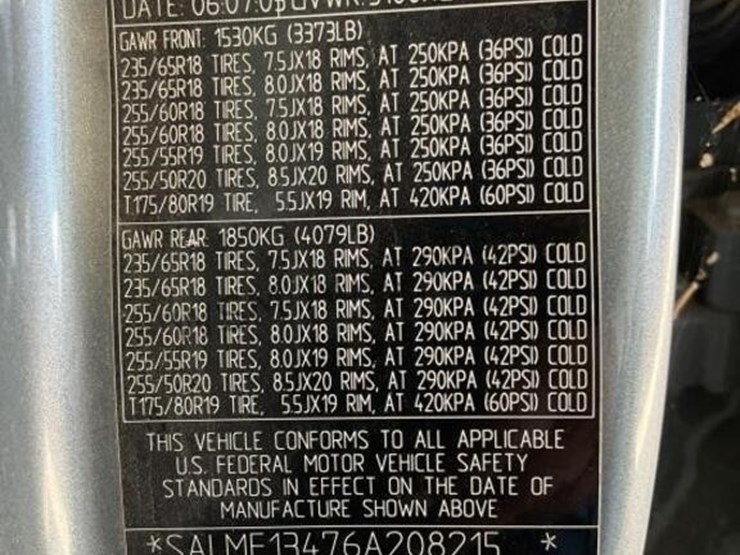 DATE: 06:07:05 GVWR:
GAWR FRONT: 1530KG (3373LB)
235/65R18 TIRES, 7.5JX18 RIMS, AT 250KPA (36PSI) COLD
235/65R18 TIRES, 8.0JX18 RIMS, AT 250KPA (36PSI) COLD
255/60R18 TIRES, 7.5JX18 RIMS, AT 250KPA (36PSI) COLD
255/60R18 TIRES, 8.0JX18 RIMS, AT 250KPA (36PSI) COLD
255/55R19 TIRES, 8.0JX19 RIMS, AT 250KPA (36PSI) COLD
255/50R20 TIRES, 8.5JX20 RIMS, AT 250KPA (36PSI) COLD
T175/80R19 TIRE, 5.5JX19 RIM, AT 420KPA (60PSI) COLD
GAWR REAR: 1850KG (4079LB)
235/65R18 TIRES, 7.5JX18 RIMS, AT 290KPA (42PSI) COLD
235/65R18 TIRES, 8.0JX18 RIMS, AT 290KPA (42PSI) COLD
255/60R18 TIRES, 7.5JX18 RIMS, AT 290KPA (42PSI) COLD
255/60R18 TIRES, 8.0JX18 RIMS, AT 290KPA (42PSI) COLD
255/55R19 TIRES, 8.0JX19 RIMS, AT 290KPA (42PSI) COLD
255/50R20 TIRES, 8.5JX20 RIMS, AT 290KPA (42PSI) COLD
T175/80R19 TIRE, 5.5JX19 RIM, AT 420KPA (60PSI) COLD
THIS VEHICLE CONFORMS TO ALL APPLICABLE
U.S. FEDERAL MOTOR VEHICLE SAFETY
STANDARDS IN EFFECT ON THE DATE OF
MANUFACTURE SHOWN ABOVE
*SALMF13476A208215 *